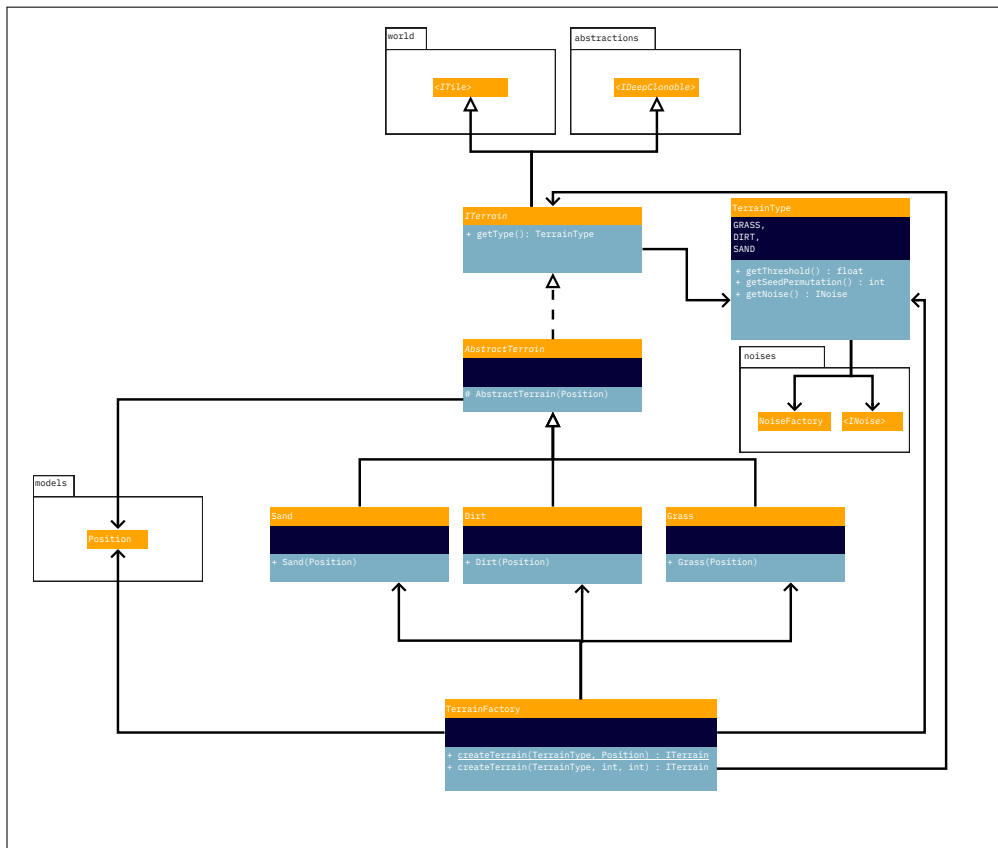 world
abstractions
<ITile>
<IDeepClonable>
ITerrain
+ getType(): TerrainType
TerrainType
GRASS,
DIRT,
SAND
+ getThreshold() : float
+ getSeedPermutation() : int
+ getNoise() : INoise
AbstractTerrain
# AbstractTerrain(Position)
noises
NoiseFactory
<INoise>
models
Position
Sand
+ Sand(Position)
Dirt
+ Dirt(Position)
Grass
+ Grass(Position)
TerrainFactory
+ createTerrain(TerrainType, Position) : ITerrain
+ createTerrain(TerrainType, int, int) : ITerrain